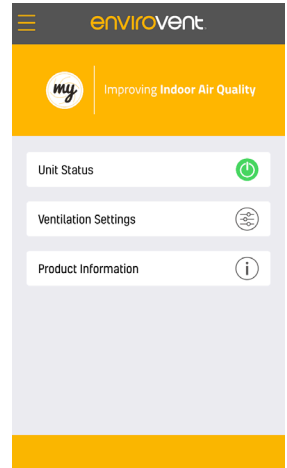 envirovent.
my
Improving Indoor Air Quality
Unit Status
Ventilation Settings
Product Information
i